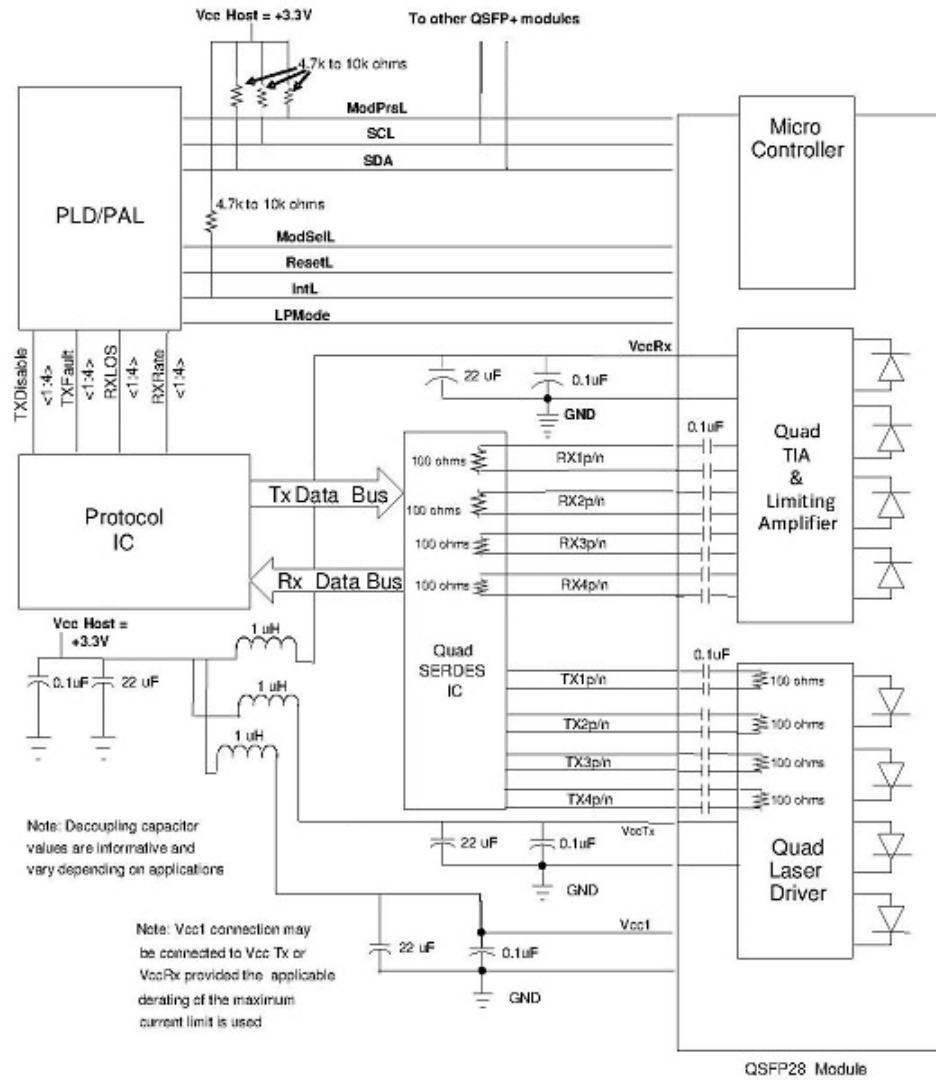 Vcc Host = +3.3V
To other QSFP+ modules
4.7k to 10k ohms
ModPrsL
SCL
SDA
Micro
Controller
PLD/PAL
4.7k to 10k ohms
ModSelL
ResetL
IntL
LPMode
TXDisable
<1:4>
TXFault
<1:4>
RXLOS
<1:4>
RXRate
<1:4>
VccRx
22 uF
0.1uF
GND
0.1uF
100 ohms
RX1p/n
100 ohms
RX2p/n
100 ohms
RX3p/n
100 ohms
RX4p/n
Quad
TIA
&
Limiting
Amplifier
Tx Data Bus
Protocol
IC
Rx Data Bus
Vcc Host =
+3.3V
0.1uF
22 uF
1 uH
1 uH
1 uH
Quad
SERDES
IC
0.1uF
TX1p/n
100 ohms
TX2p/n
100 ohms
TX3p/n
100 ohms
TX4p/n
100 ohms
VccTx
22 uF
0.1uF
GND
Quad
Laser
Driver
Note: Decoupling capacitor
values are informative and
vary depending on applications
Vcc1
22 uF
0.1uF
GND
Note: Vcc1 connection may
be connected to Vcc Tx or
VccRx provided the applicable
derating of the maximum
current limit is used
QSFP28 Module